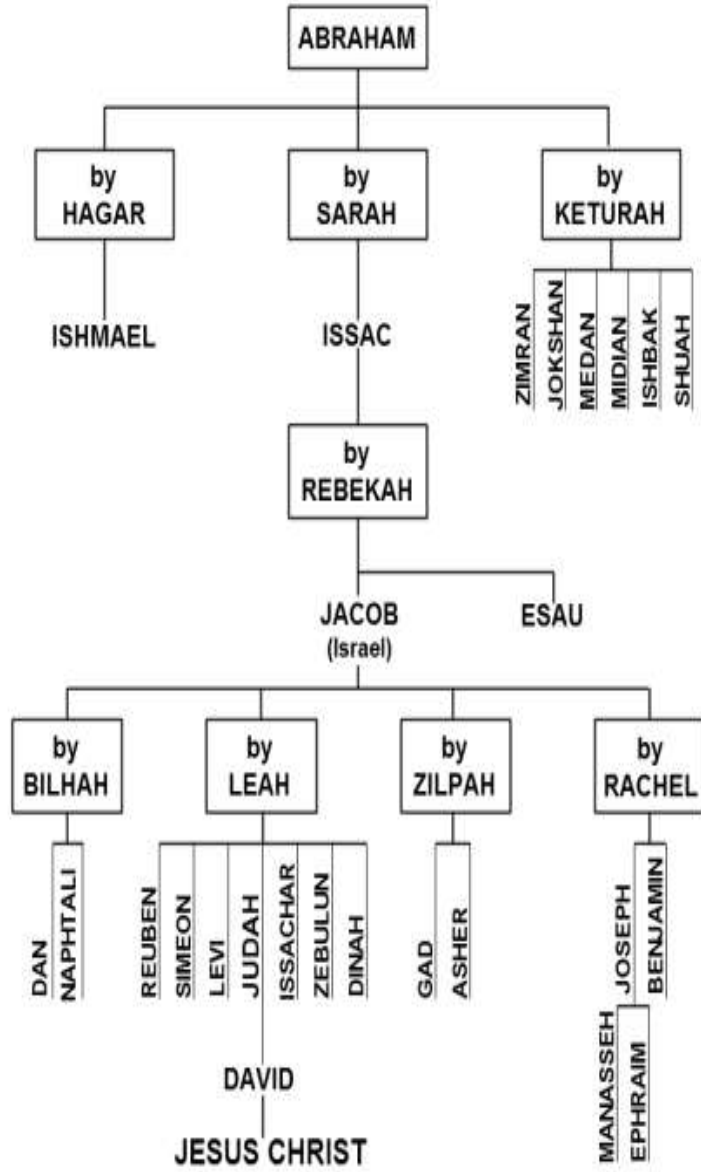 ABRAHAM
by
HAGAR
by
SARAH
by
KETURAH
ISHMAEL
ISSAC
ZIMRAN
JOKSHAN
MEDAN
MIDIAN
ISHBAK
SHUAH
by
REBEKAH
JACOB
(Israel)
ESAU
by
BILHAH
by
LEAH
by
ZILPAH
by
RACHEL
DAN
NAPHTALI
REUBEN
SIMEON
LEVI
JUDAH
ISSACHAR
ZEBULUN
DINAH
GAD
ASHER
JOSEPH
BENJAMIN
MANASSEH
EPHRAIM
DAVID
JESUS CHRIST